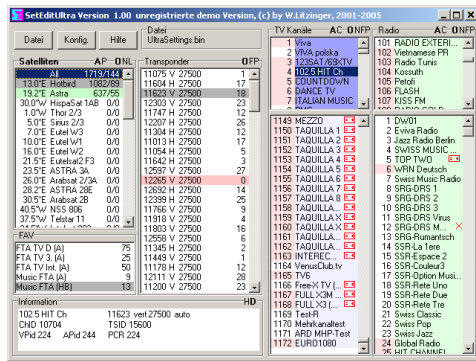 SetEditUltra Version 1.00 unregistrierte demo Version, (c) by W.Litzinger, 2001-2005
Datei
Konfig.
Hilfe
Datei
UltraSettings.bin
Satelliten AP ONL
All 1719/144
13.0°E Hotbird 1082/89
19.2°E Astra 637/55
30.0°W HispaSat 1AB 0/0
1.0°W Thor 2/3 0/0
5.0°E Sirius 2/3 0/0
7.0°E Eutel W3 0/0
10.0°E Eutel W1 0/0
16.0°E Eutel W2 0/0
21.5°E Eutelsat2 F3 0/0
23.5°E ASTRA 3A 0/0
26.0°E Arabsat 2/3A 0/0
28.2°E ASTRA 2BE 0/0
30.5°E Arabsat 2B 0/0
40.5°W NSS 806 0/0
37.5°W Telstar 11 0/0
FAV
FTA TV D (A) 75
FTA TV 3. (A) 25
FTA TV Int. (A) 50
Music FTA (A) 9
Music FTA (HB) 13
Transponder OFP
11075 V 27500 1
11604 H 27500 17
11623 V 27500 18
12303 V 27500 23
11747 H 27500 12
12207 H 27500 26
11304 H 27500 12
11013 H 27500 17
11054 H 27500 5
11642 H 27500 3
12597 V 27500 27
12265 V 27500 0
12692 H 27500 14
12399 H 27500 25
11766 V 27500 9
11918 V 27500 4
11803 V 27500 16
12558 V 27500 6
11345 H 27500 2
11449 V 27500 1
11178 H 27500 12
12111 V 27500 28
11200 V 27500 23
Information HD
102.5 HIT Ch 11623 vert 27500 auto
ChID 10704 TSID 15600
VPid 224 APid 244 PCR 224
TV Kanäle AC ONFP
1 Viva
2 VIVA polska
3 123SAT/69XTV
4 102.5 HIT Ch
5 COUNTDOWN
6 DANCE TV
7 ITALIAN MUSIC
1149 MEZZO
1150 TAQUILLA 1
1151 TAQUILLA 2
1152 TAQUILLA 3
1153 TAQUILLA 4
1154 TAQUILLA 5
1155 TAQUILLA 6
1156 TAQUILLA 7
1157 TAQUILLA 8
1158 TAQUILLA 9
1159 TAQUILLA X
1160 TAQUILLA X
1161 TAQUILLA X
1162 TAQUILLA ...
1163 INTEREC...
1164 VenusClub.tv
1165 TV6
1166 Free-X TV (...
1167 FULL X3M ...
1168 FULL X3 (...
1169 Test-R
1170 Mehrkanaltest
1171 ARD MHP-Test
1172 EURO1080
Radio AC ONFP
101 RADIO EXTERI...
102 Vietnamese PR
103 Radio Tunis
104 Kossuth
105 Petofi
106 FLASH
107 KISS FM
1 DW01
2 Eviva Radio
3 Jazz Radio Berlin
4 SWISS MUSIC ...
5 TOP TWO
6 WRN Deutsch
7 Swiss Music Radio
8 SRG-DRS 1
9 SRG-DRS 2
10 SRG-DRS 3
11 SRG-DRS Virus
12 SRG-DRS M...
13 SRG-Rumantsch
14 SSR-La 1ere
15 SSR-Espace 2
16 SSR-Couleur3
17 SSR-Option Musi...
18 SSR-Rete Uno
19 SSR-Rete Due
20 SSR-Rete Tre
21 Swiss Classic
22 Swiss Pop
23 Swiss Jazz
24 Global Radio
25 HIT CHANNEL